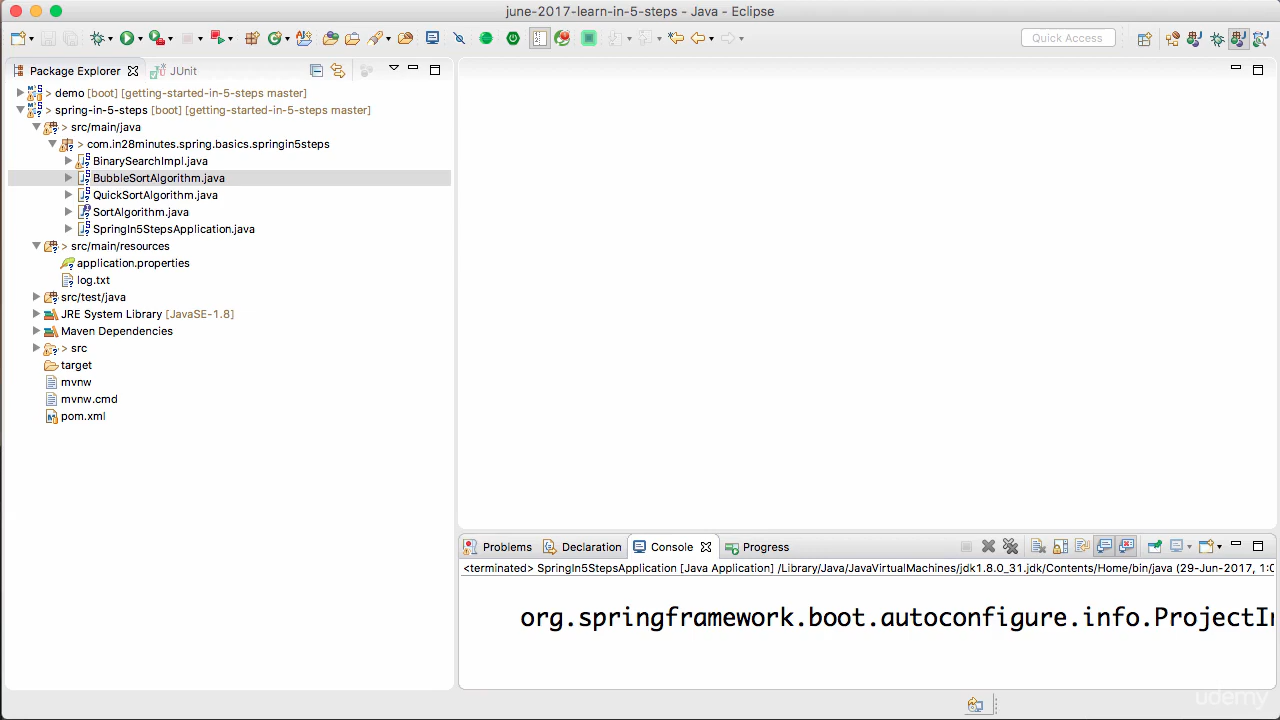 june-2017-learn-in-5-steps - Java - Eclipse
Quick Access
Package Explorer
JUnit
> demo [boot] [getting-started-in-5-steps master]
> spring-in-5-steps [boot] [getting-started-in-5-steps master]
> src/main/java
> com.in28minutes.spring.basics.springin5steps
BinarySearchImpl.java
BubbleSortAlgorithm.java
QuickSortAlgorithm.java
SortAlgorithm.java
SpringIn5StepsApplication.java
> src/main/resources
application.properties
log.txt
src/test/java
JRE System Library [JavaSE-1.8]
Maven Dependencies
> src
target
mvnw
mvnw.cmd
pom.xml
Problems
Declaration
Console
Progress
<terminated> SpringIn5StepsApplication [Java Application] /Library/Java/JavaVirtualMachines/jdk1.8.0_31.jdk/Contents/Home/bin/java (29-Jun-2017, 1:0
org.springframework.boot.autoconfigure.info.ProjectIn
udemy